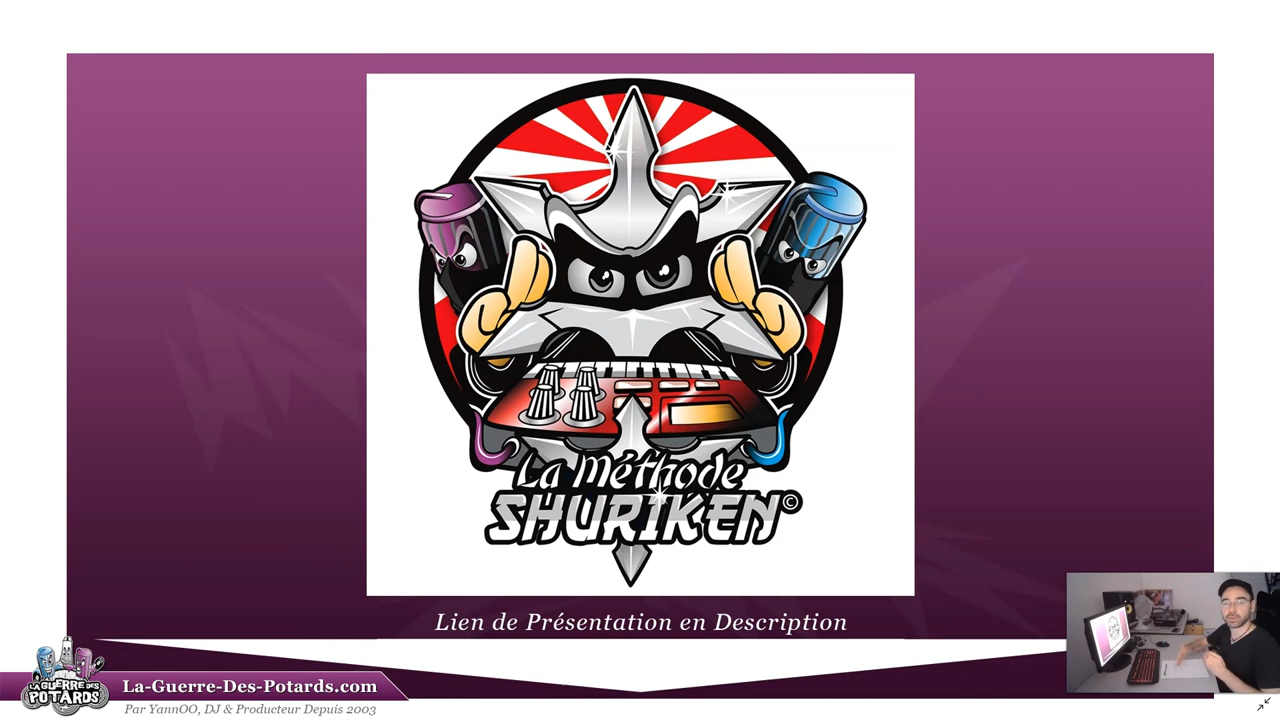 La Méthode
SHURIKEN©
Lien de Présentation en Description
LA GUERRE DES
POTARDS
La-Guerre-Des-Potards.com
Par YannOO, DJ & Producteur Depuis 2003